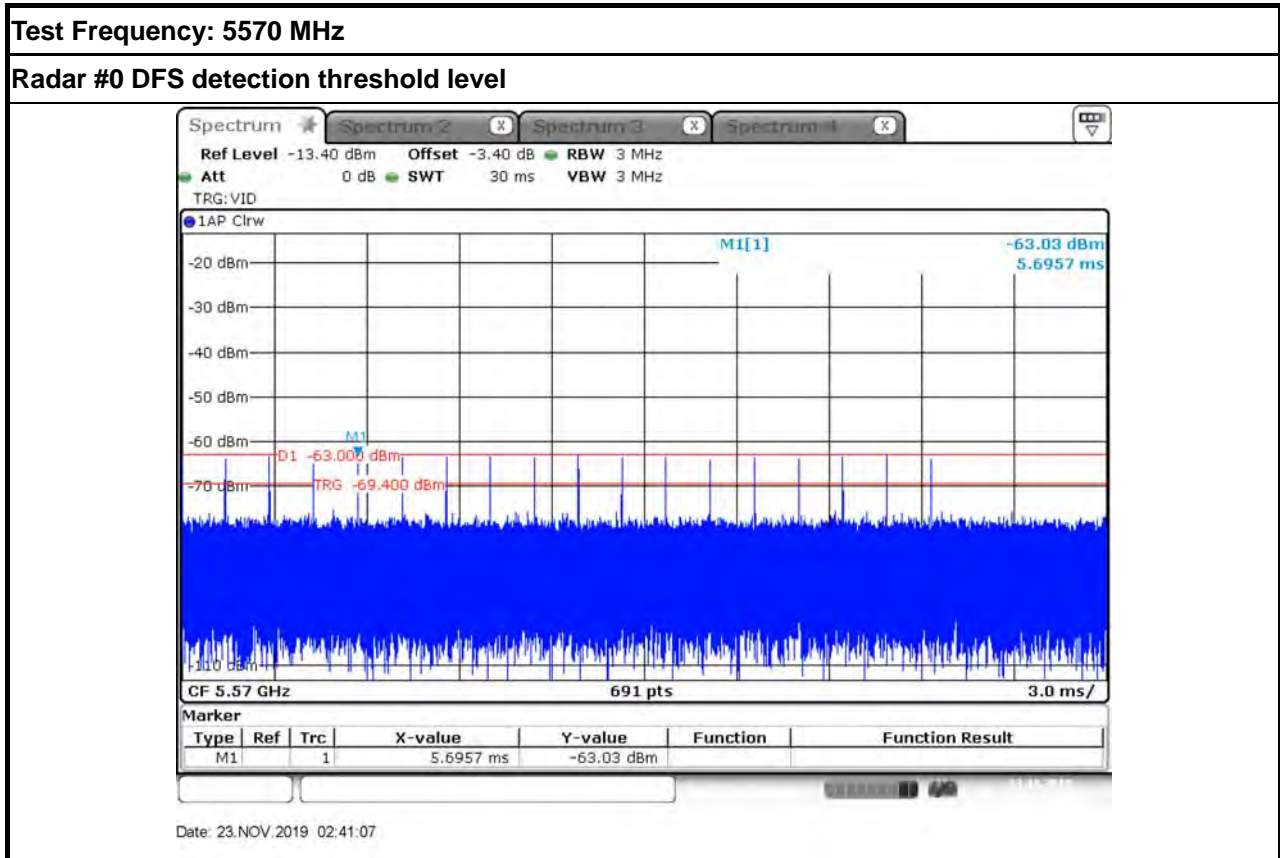 Test Frequency: 5570 MHz
Radar #0 DFS detection threshold level
Spectrum Spectrum 2 X Spectrum 3 X Spectrum 4 X
Ref Level -13.40 dBm Offset -3.40 dB RBW 3 MHz
Att 0 dB SWT 30 ms VBW 3 MHz
TRG: VID
1AP Clrw
M1[1] -63.03 dBm
5.6957 ms
-20 dBm
-30 dBm
-40 dBm
-50 dBm
-60 dBm
M1
D1 -63.000 dBm
-70 dBm
TRG -69.400 dBm
-110 dBm
CF 5.57 GHz 691 pts 3.0 ms/
Marker
Type Ref Trc X-value Y-value Function Function Result
M1 1 5.6957 ms -63.03 dBm
Date: 23.NOV.2019 02:41:07